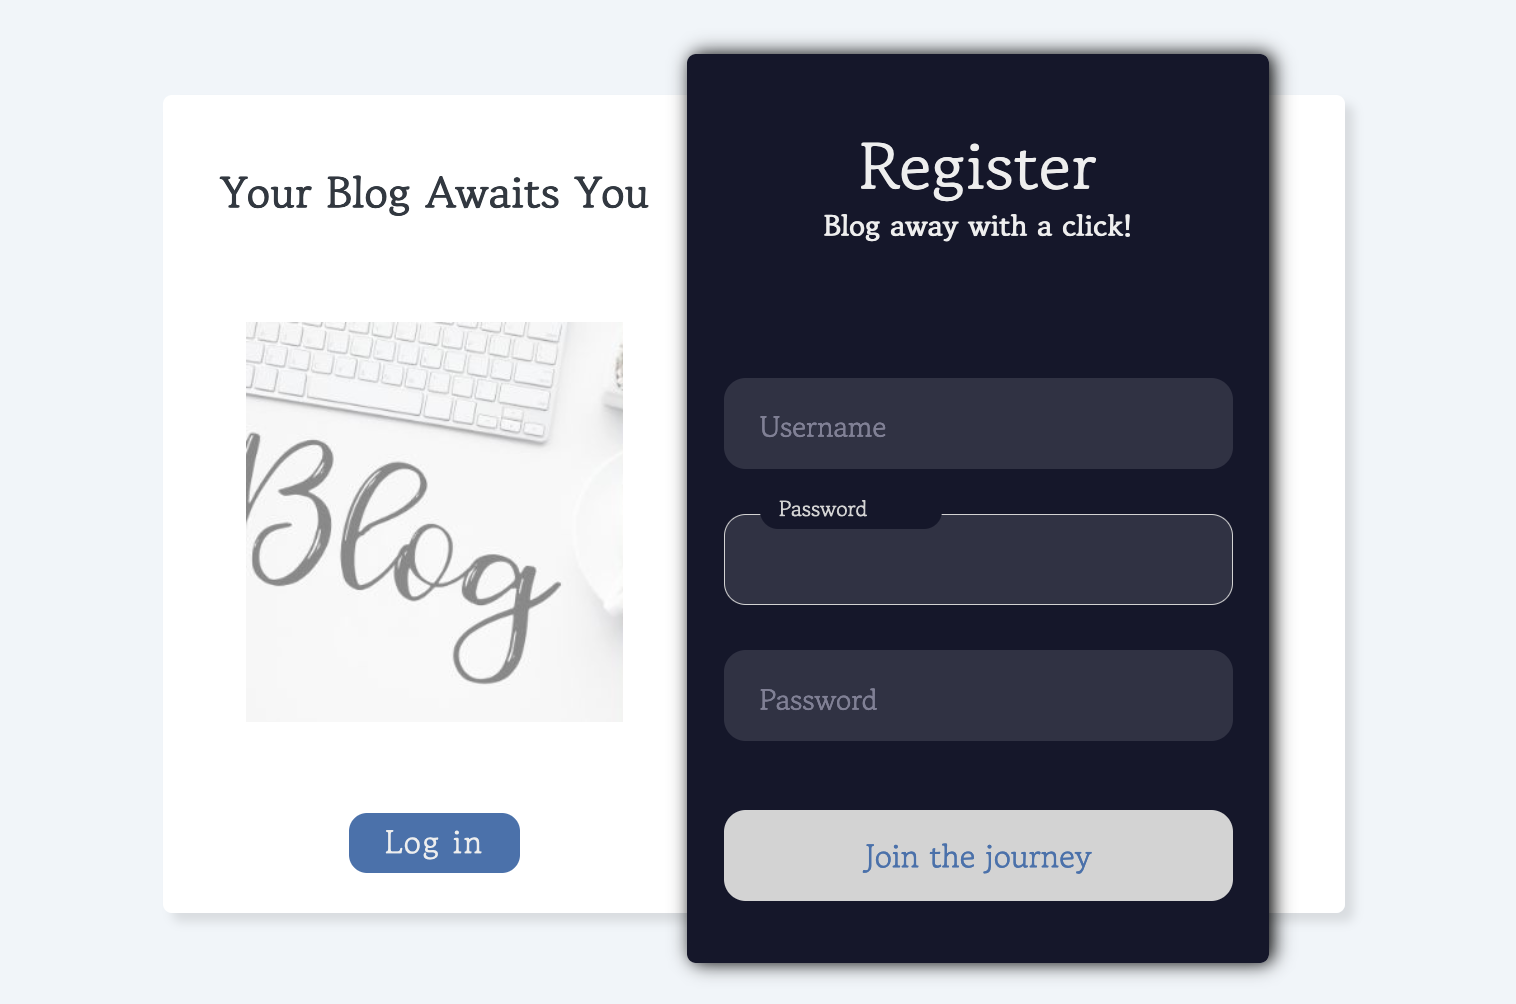 Your Blog Awaits You
Blog
Log in
Register
Blog away with a click!
Username
Password
Password
Join the journey